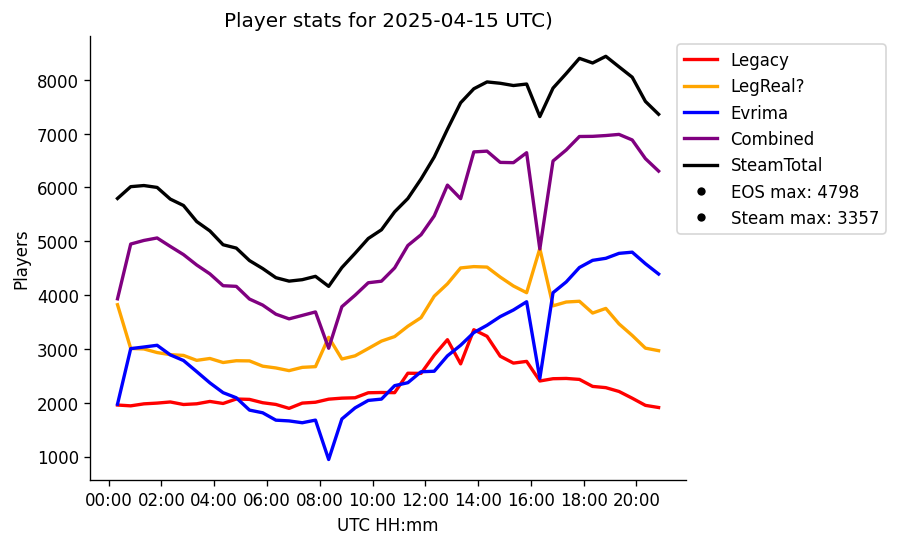 Player stats for 2025-04-15 UTC)
Legacy
LegReal?
Evrima
Combined
SteamTotal
EOS max: 4798
Steam max: 3357
Players
8000
7000
6000
5000
4000
3000
2000
1000
00:00 02:00 04:00 06:00 08:00 10:00 12:00 14:00 16:00 18:00 20:00
UTC HH:mm